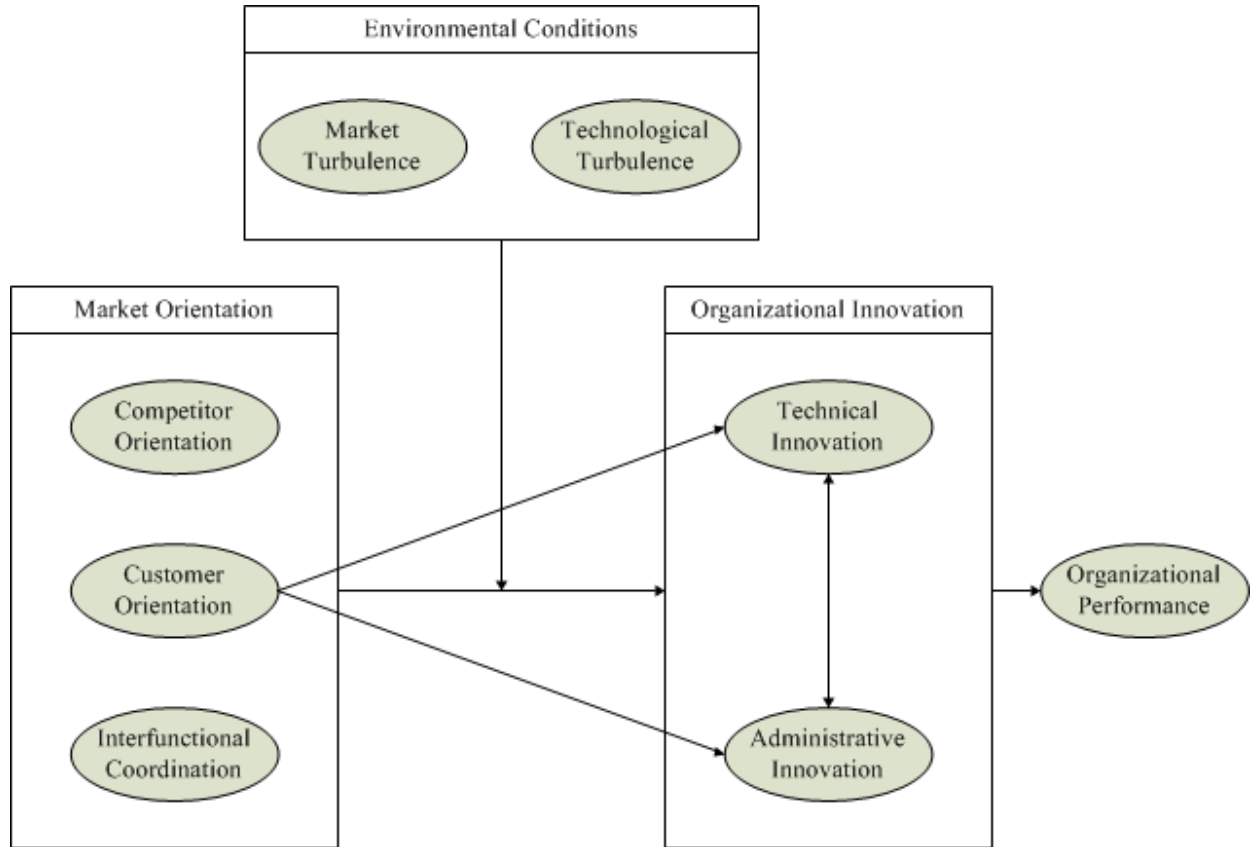 Environmental Conditions
Market
Turbulence
Technological
Turbulence
Market Orientation
Competitor
Orientation
Customer
Orientation
Interfunctional
Coordination
Organizational Innovation
Technical
Innovation
Administrative
Innovation
Organizational
Performance